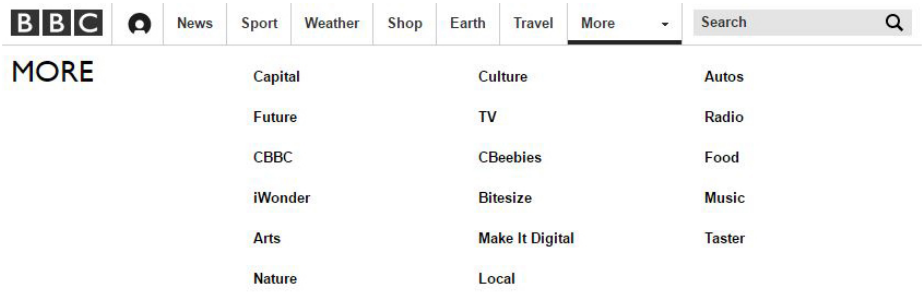 BBC News Sport Weather Shop Earth Travel More Search
MORE
Capital Culture Autos
Future TV Radio
CBBC CBeebies Food
iWonder Bitesize Music
Arts Make It Digital Taster
Nature Local